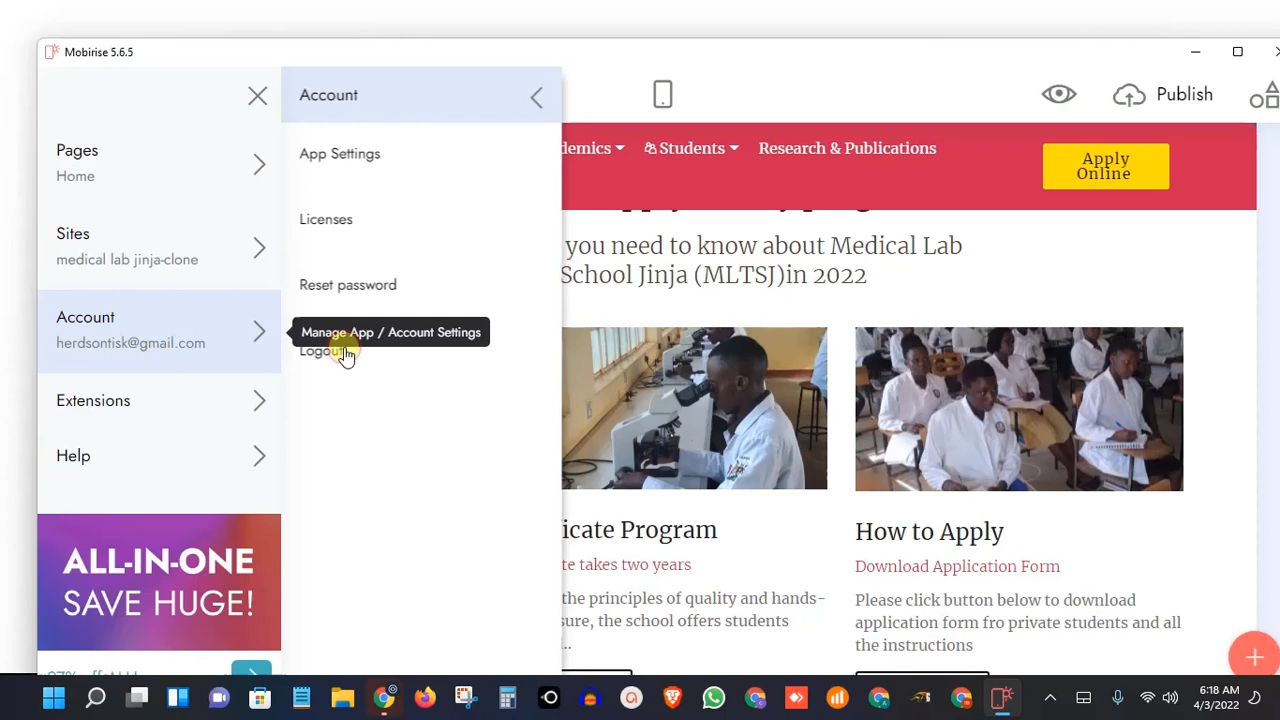 Mobirise 5.6.5
Pages
Home
Sites
medical lab jinja-clone
Account
herdsontisk@gmail.com
Extensions
Help
ALL-IN-ONE
SAVE HUGE!
Account
App Settings
Licenses
Reset password
Manage App / Account Settings
Logout
Publish
demics
Students
Research & Publications
Apply
Online
you need to know about Medical Lab
School Jinja (MLTSJ)in 2022
icate Program
te takes two years
the principles of quality and hands-
sure, the school offers students
How to Apply
Download Application Form
Please click button below to download
application form fro private students and all
the instructions
6:18 AM
4/3/2022